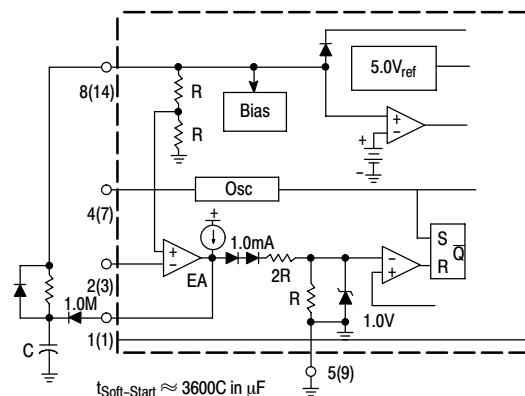 8(14)
R
R
Bias
5.0Vref
+
−
+
−
4(7)
Osc
+
1.0mA
S
Q
R
2(3)
+
−
EA
2R
R
−
+
1.0V
1.0M
1(1)
C
5(9)
tSoft–Start ≈ 3600C in μF